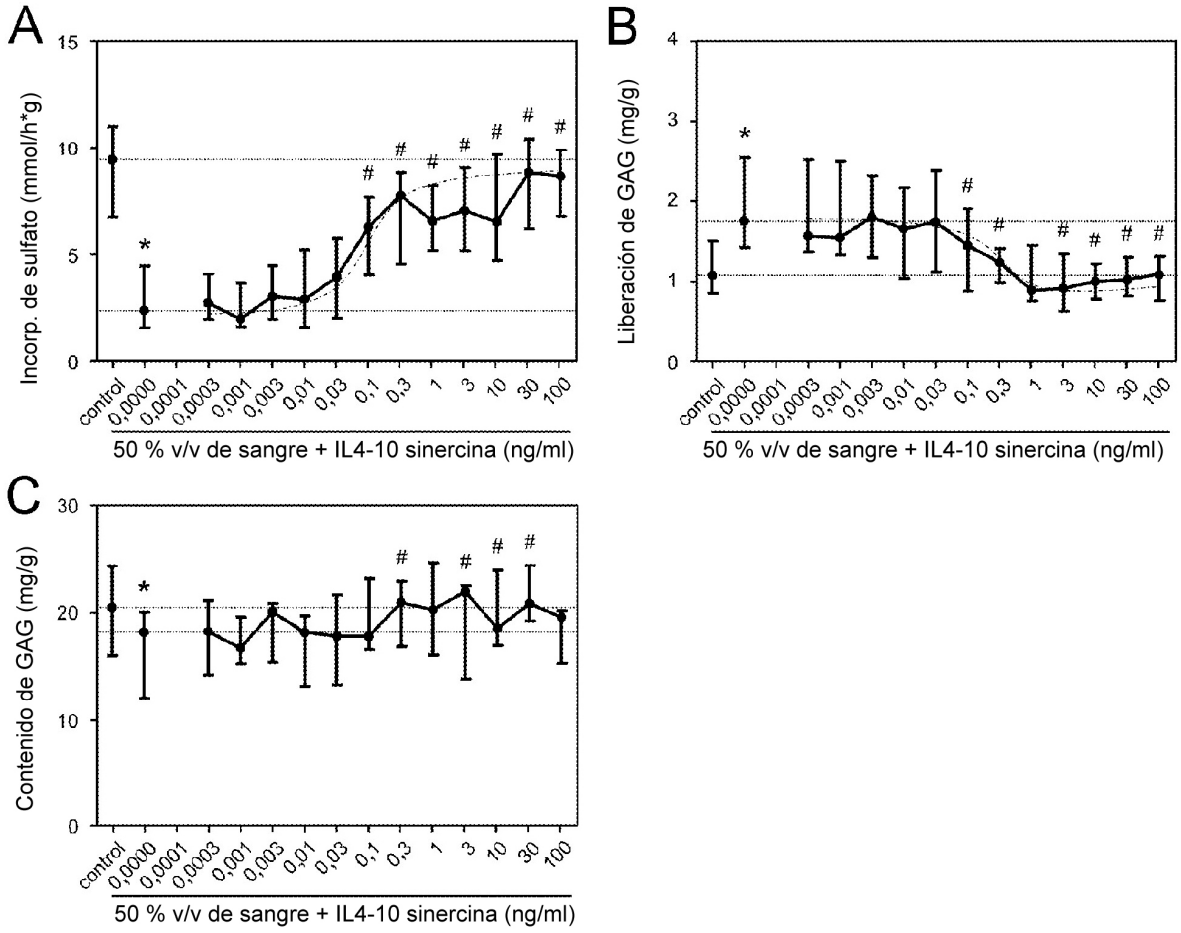 A
15
10
5
0
Incorp. de sulfato (mmol/h*g)
*
# # # # # # #
control 0,0000 0,0001 0,0003 0,001 0,003 0,01 0,03 0,1 0,3 1 3 10 30 100
50 % v/v de sangre + IL4-10 sinercina (ng/ml)
B
4
3
2
1
0
Liberación de GAG (mg/g)
*
# # # # # #
control 0,0000 0,0001 0,0003 0,001 0,003 0,01 0,03 0,1 0,3 1 3 10 30 100
50 % v/v de sangre + IL4-10 sinercina (ng/ml)
C
30
20
10
0
Contenido de GAG (mg/g)
*
# # # #
control 0,0000 0,0001 0,0003 0,001 0,003 0,01 0,03 0,1 0,3 1 3 10 30 100
50 % v/v de sangre + IL4-10 sinercina (ng/ml)